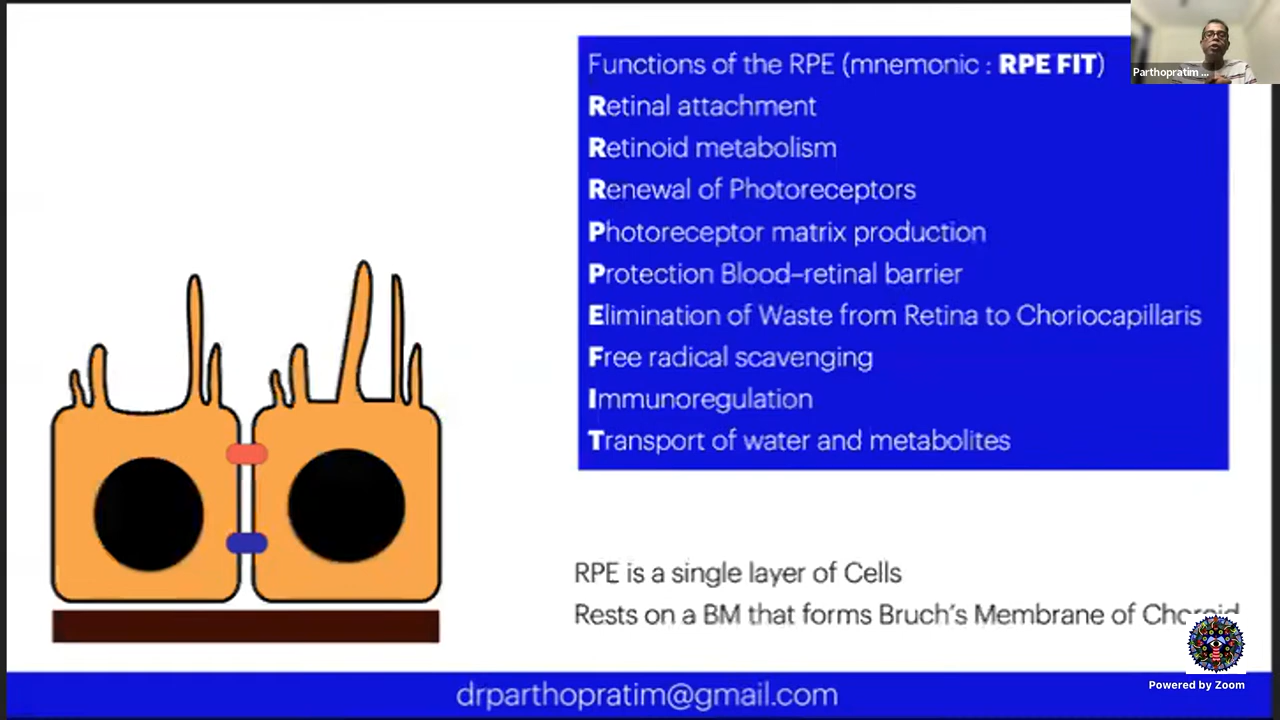 Functions of the RPE (mnemonic : RPE FIT)
Retinal attachment
Retinoid metabolism
Renewal of Photoreceptors
Photoreceptor matrix production
Protection Blood-retinal barrier
Elimination of Waste from Retina to Choriocapillaris
Free radical scavenging
Immunoregulation
Transport of water and metabolites
RPE is a single layer of Cells
Rests on a BM that forms Bruch's Membrane of Choroid
drparthopratim@gmail.com
Parthopratim ...
Powered by Zoom